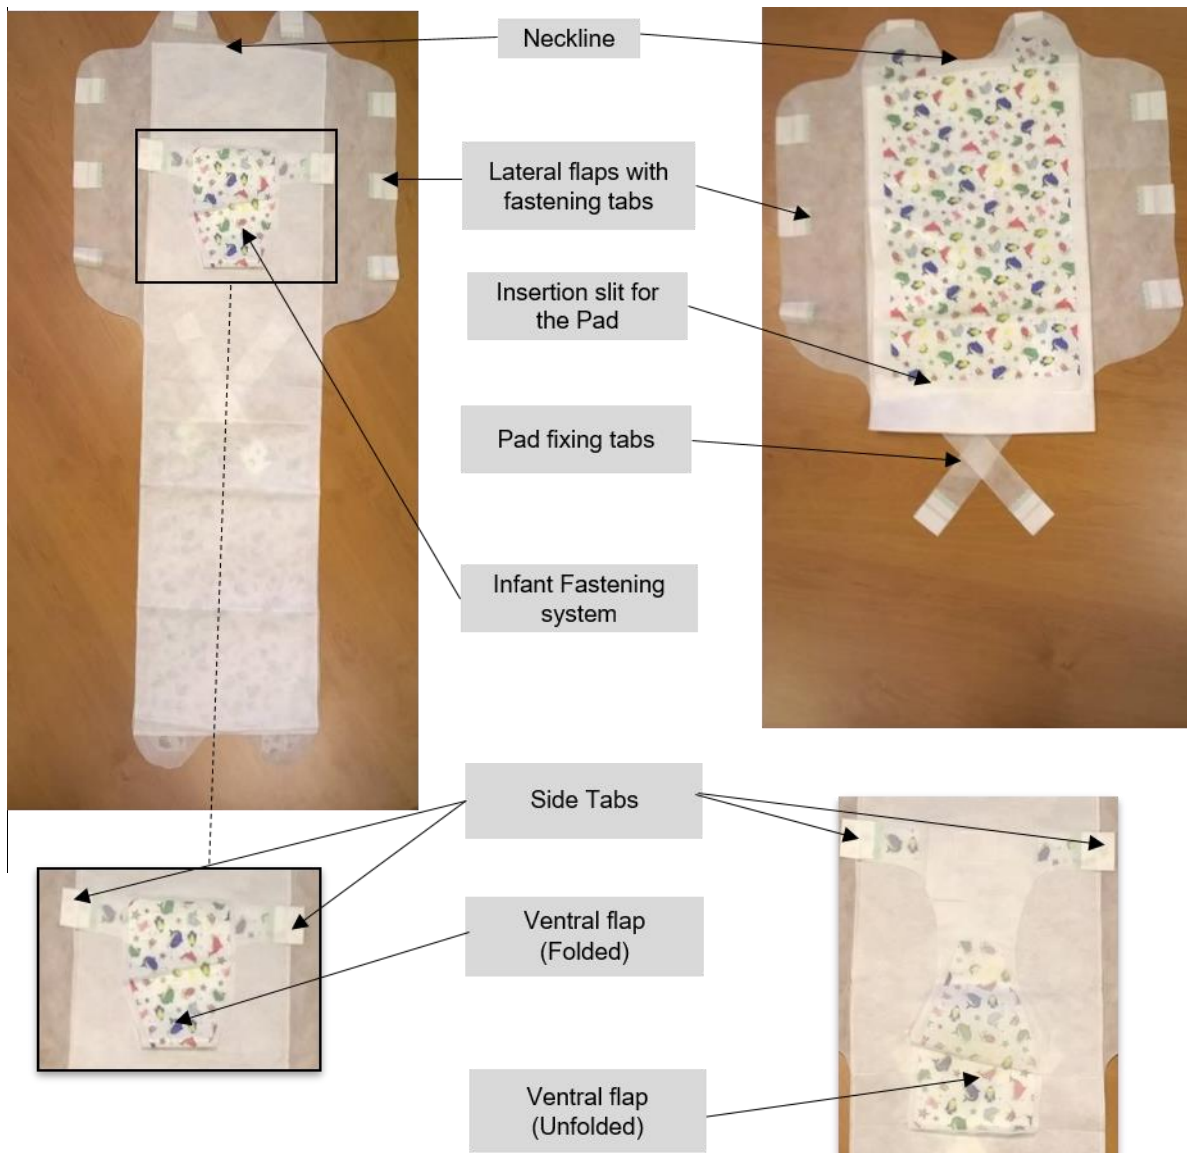 Neckline
Lateral flaps with
fastening tabs
Insertion slit for
the Pad
Pad fixing tabs
Infant Fastening
system
Side Tabs
Ventral flap
(Folded)
Ventral flap
(Unfolded)